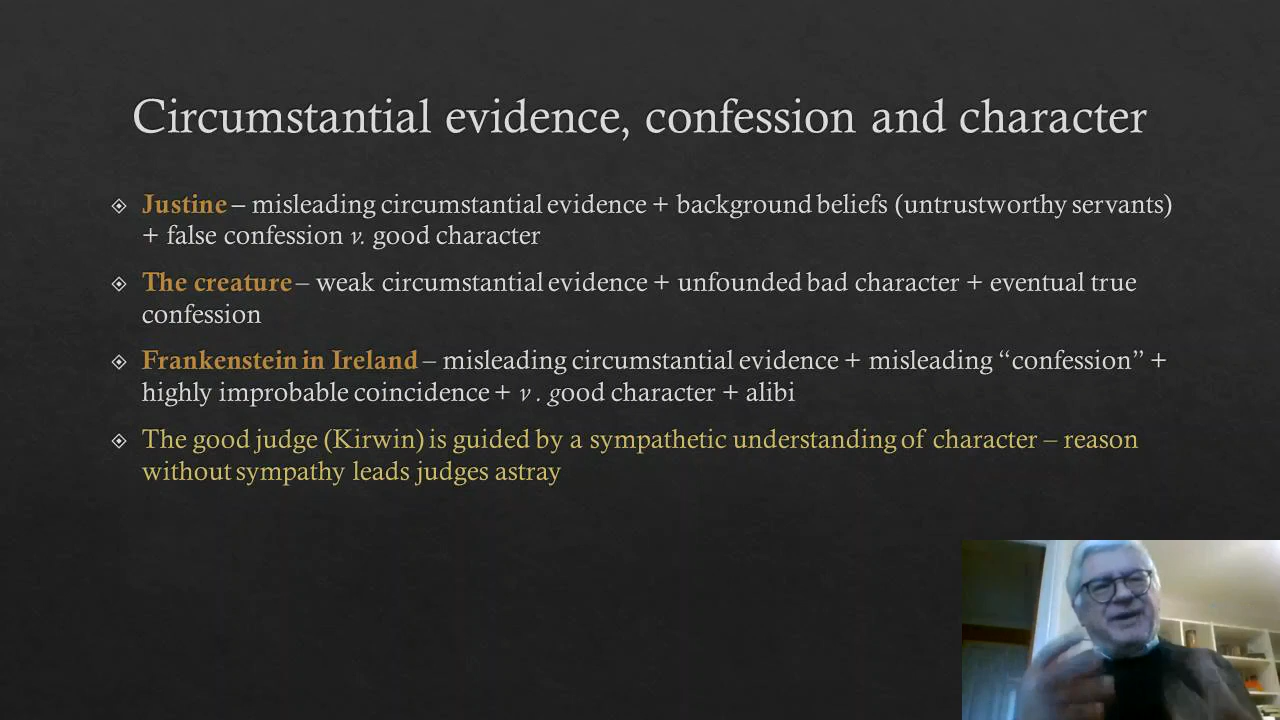 Circumstantial evidence, confession and character
Justine – misleading circumstantial evidence + background beliefs (untrustworthy servants)
+ false confession v. good character
The creature – weak circumstantial evidence + unfounded bad character + eventual true
confession
Frankenstein in Ireland – misleading circumstantial evidence + misleading “confession” +
highly improbable coincidence + v . good character + alibi
The good judge (Kirwin) is guided by a sympathetic understanding of character – reason
without sympathy leads judges astray